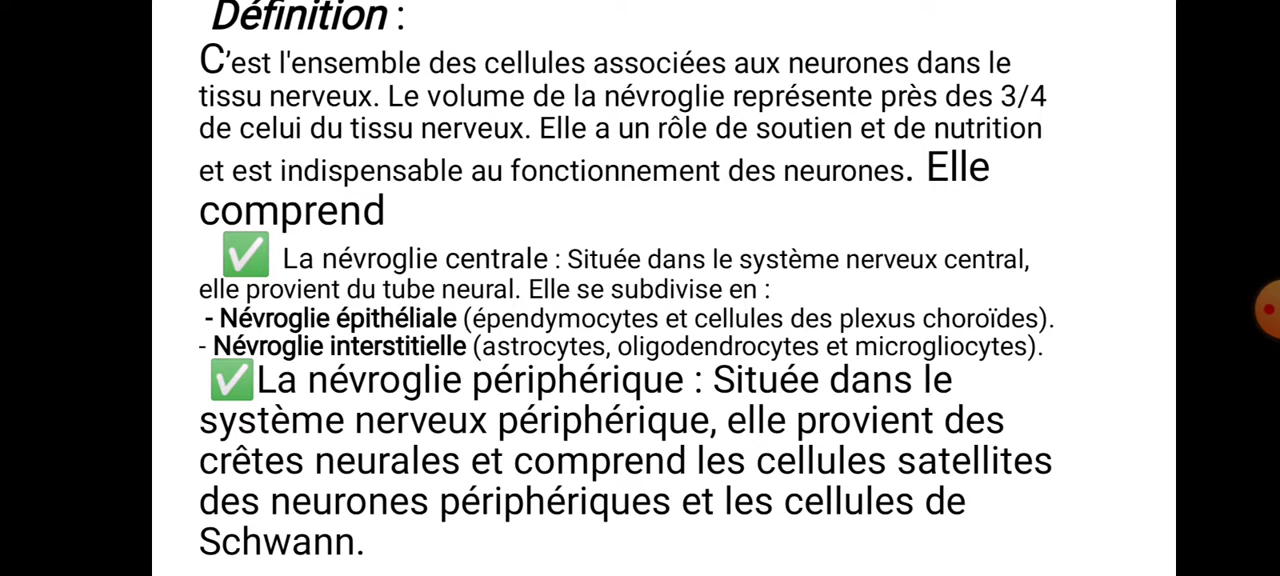 Définition :
C’est l'ensemble des cellules associées aux neurones dans le
tissu nerveux. Le volume de la névroglie représente près des 3/4
de celui du tissu nerveux. Elle a un rôle de soutien et de nutrition
et est indispensable au fonctionnement des neurones. Elle
comprend
✅ La névroglie centrale : Située dans le système nerveux central,
elle provient du tube neural. Elle se subdivise en :
- Névroglie épithéliale (épendymocytes et cellules des plexus choroïdes).
- Névroglie interstitielle (astrocytes, oligodendrocytes et microgliocytes).
✅La névroglie périphérique : Située dans le
système nerveux périphérique, elle provient des
crêtes neurales et comprend les cellules satellites
des neurones périphériques et les cellules de
Schwann.